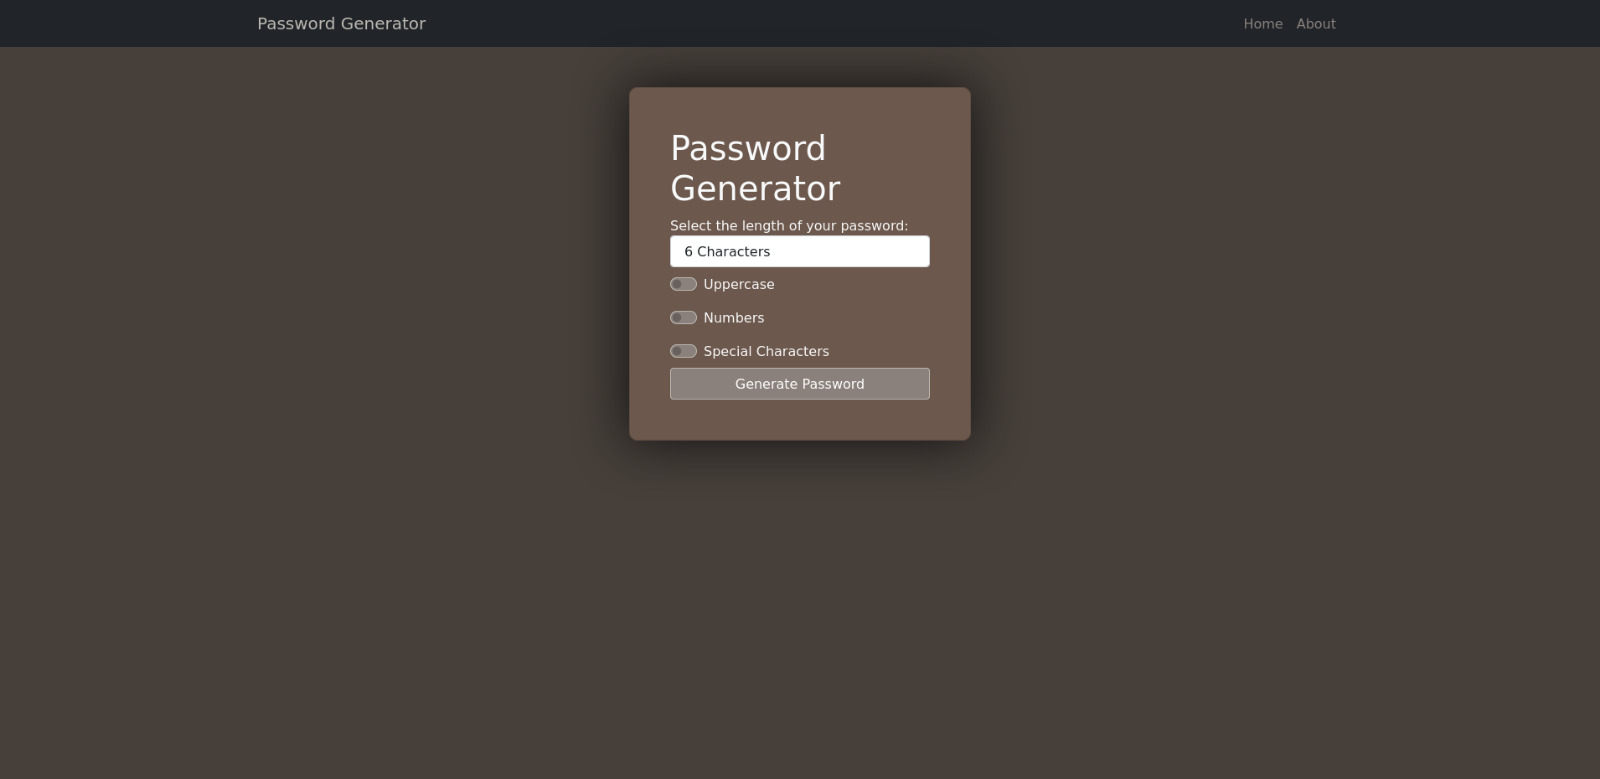 Password Generator
Home
About
Password
Generator
Select the length of your password:
6 Characters
Uppercase
Numbers
Special Characters
Generate Password